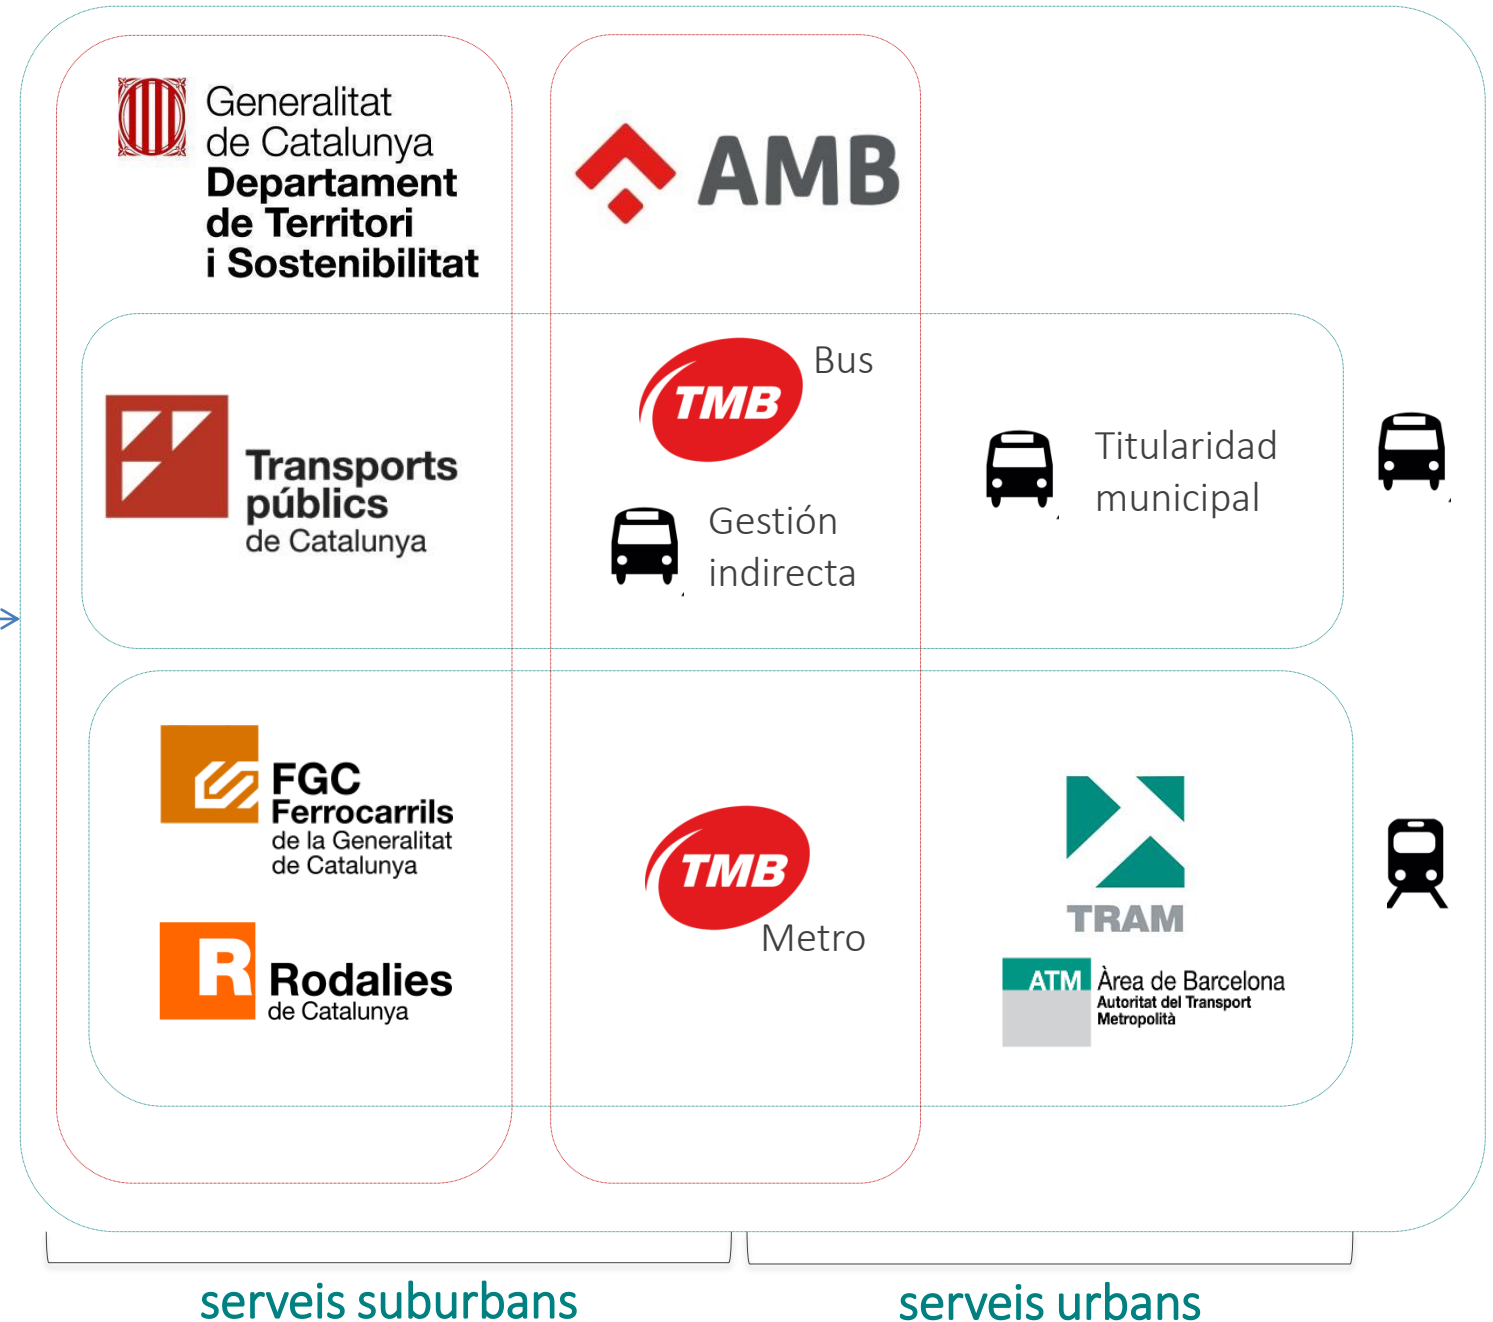 Generalitat
de Catalunya
Departament
de Territori
i Sostenibilitat
AMB
Transports
públics
de Catalunya
TMB
Bus
Gestión
indirecta
Titularidad
municipal
FGC
Ferrocarrils
de la Generalitat
de Catalunya
R
Rodalies
de Catalunya
TMB
Metro
TRAM
ATM
Àrea de Barcelona
Autoritat del Transport
Metropolità
serveis suburbans
serveis urbans